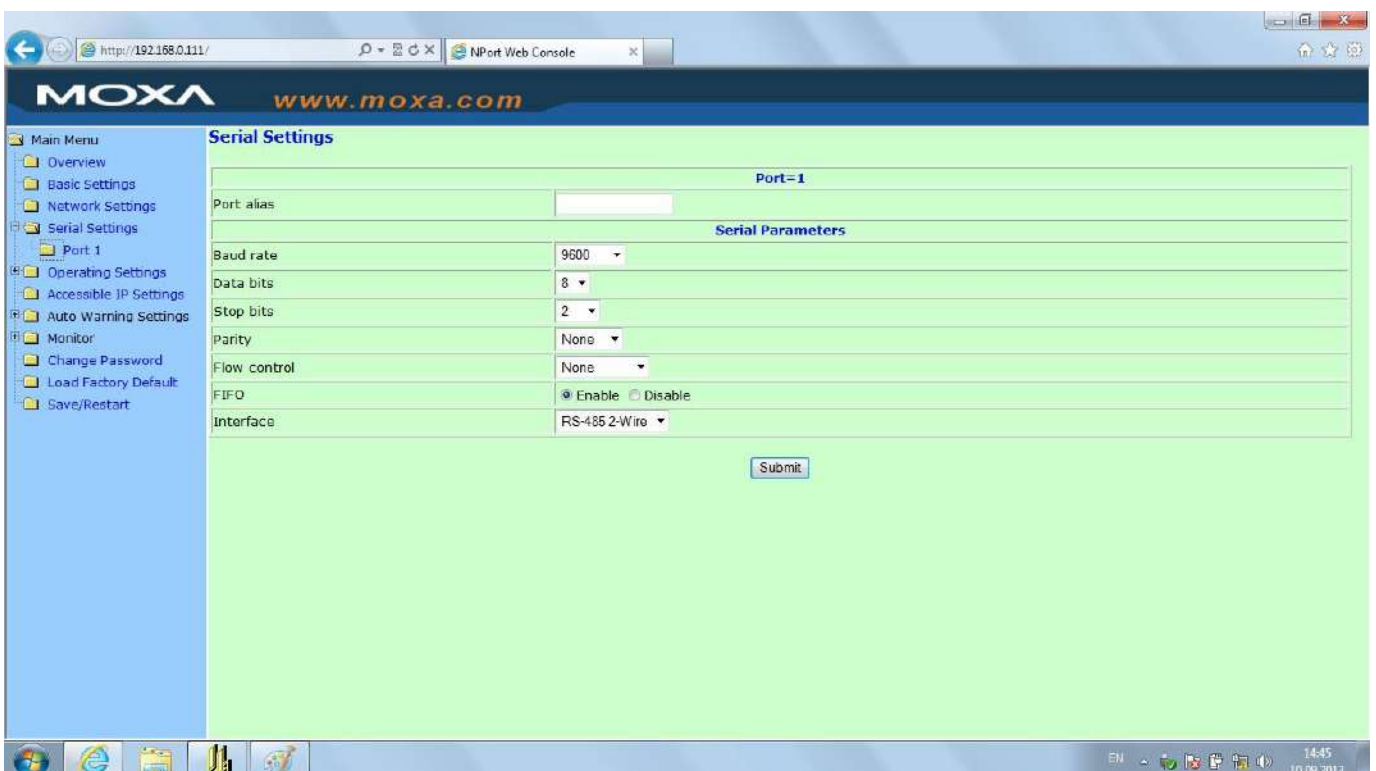 http://192.168.0.111/
NPort Web Console
MOXA
www.moxa.com
Main Menu
Overview
Basic Settings
Network Settings
Serial Settings
Port 1
Operating Settings
Accessible IP Settings
Auto Warning Settings
Monitor
Change Password
Load Factory Default
Save/Restart
Serial Settings
Port=1
Port alias
Serial Parameters
Baud rate 9600
Data bits 8
Stop bits 2
Parity None
Flow control None
FIFO Enable Disable
Interface RS-485 2-Wire
Submit
EN
14:45